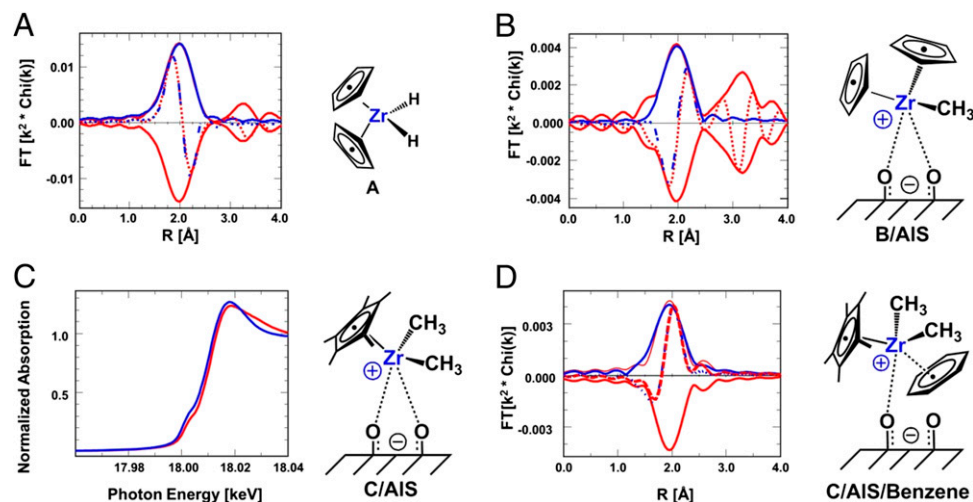 A
FT [k² * Chi(k)]
0.01
0.00
-0.01
0.0 1.0 2.0 3.0 4.0
R [Å]
Zr
H
H
A
B
FT [k² * Chi(k)]
0.004
0.002
0.000
-0.002
-0.004
0.0 1.0 2.0 3.0 4.0
R [Å]
Zr
CH₃
+
O − O
B/AlS
C
Normalized Absorption
1.0
0.5
17.98 18.00 18.02 18.04
Photon Energy [keV]
CH₃
Zr
CH₃
+
O − O
C/AlS
D
FT[k² * Chi(k)]
0.003
0.000
-0.003
0.0 1.0 2.0 3.0 4.0
R [Å]
CH₃
CH₃
Zr
+
O − O
C/AlS/Benzene